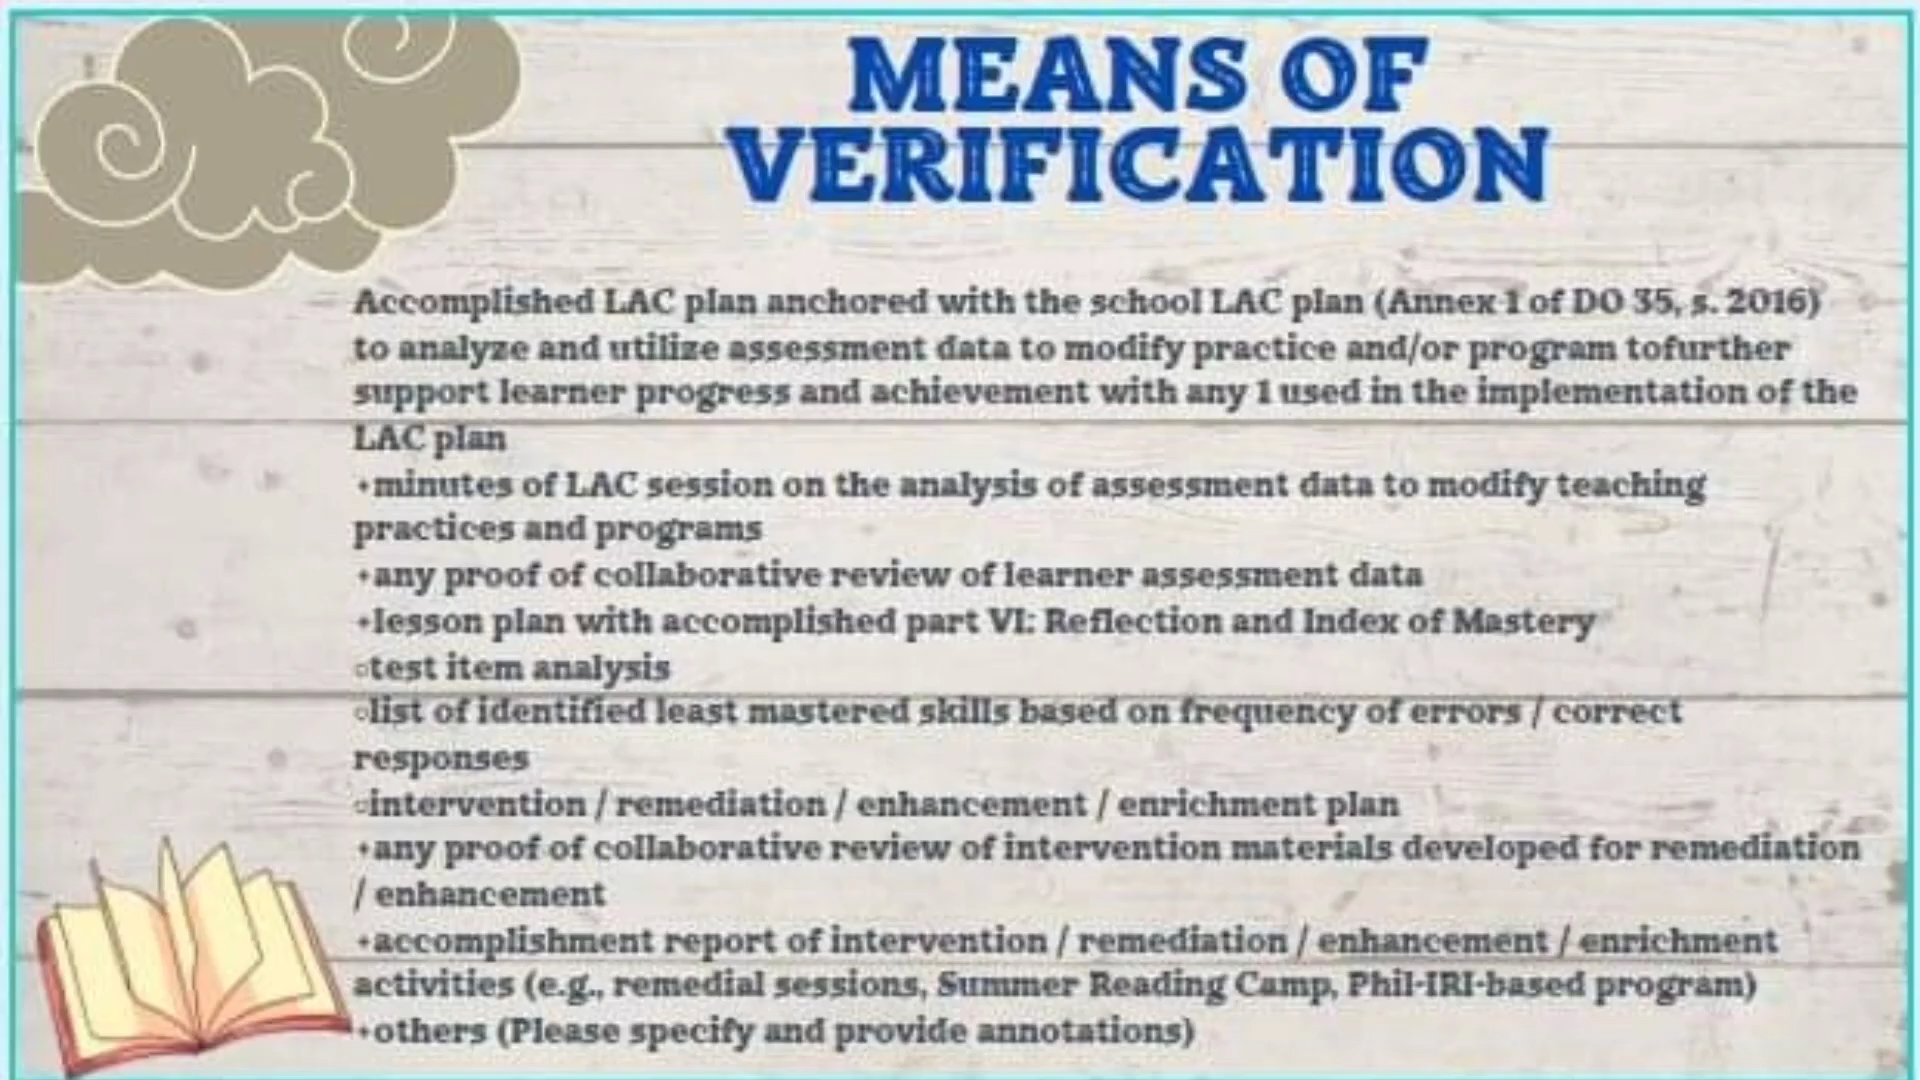 MEANS OF
VERIFICATION
Accomplished LAC plan anchored with the school LAC plan (Annex 1 of DO 35, s. 2016)
to analyze and utilize assessment data to modify practice and/or program tofurther
support learner progress and achievement with any 1 used in the implementation of the
LAC plan
•minutes of LAC session on the analysis of assessment data to modify teaching
practices and programs
•any proof of collaborative review of learner assessment data
•lesson plan with accomplished part VI: Reflection and Index of Mastery
○test item analysis
○list of identified least mastered skills based on frequency of errors / correct
responses
○intervention / remediation / enhancement / enrichment plan
•any proof of collaborative review of intervention materials developed for remediation
/ enhancement
•accomplishment report of intervention / remediation / enhancement / enrichment
activities (e.g., remedial sessions, Summer Reading Camp, Phil-IRI-based program)
•others (Please specify and provide annotations)